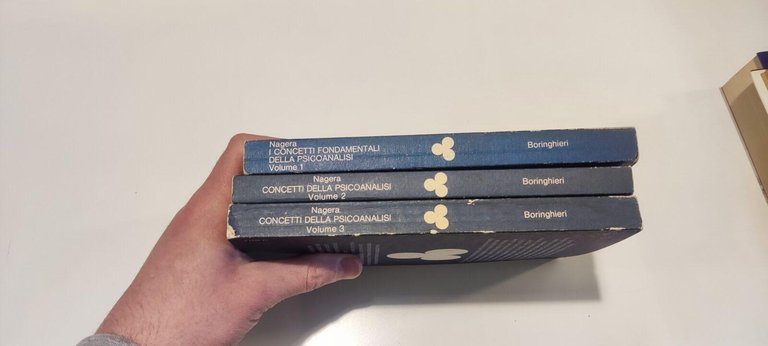 Nagera
I CONCETTI FONDAMENTALI
DELLA PSICOANALISI
Volume 1
Boringhieri
Nagera
CONCETTI DELLA PSICOANALISI
Volume 2
Boringhieri
Nagera
CONCETTI DELLA PSICOANALISI
Volume 3
Boringhieri